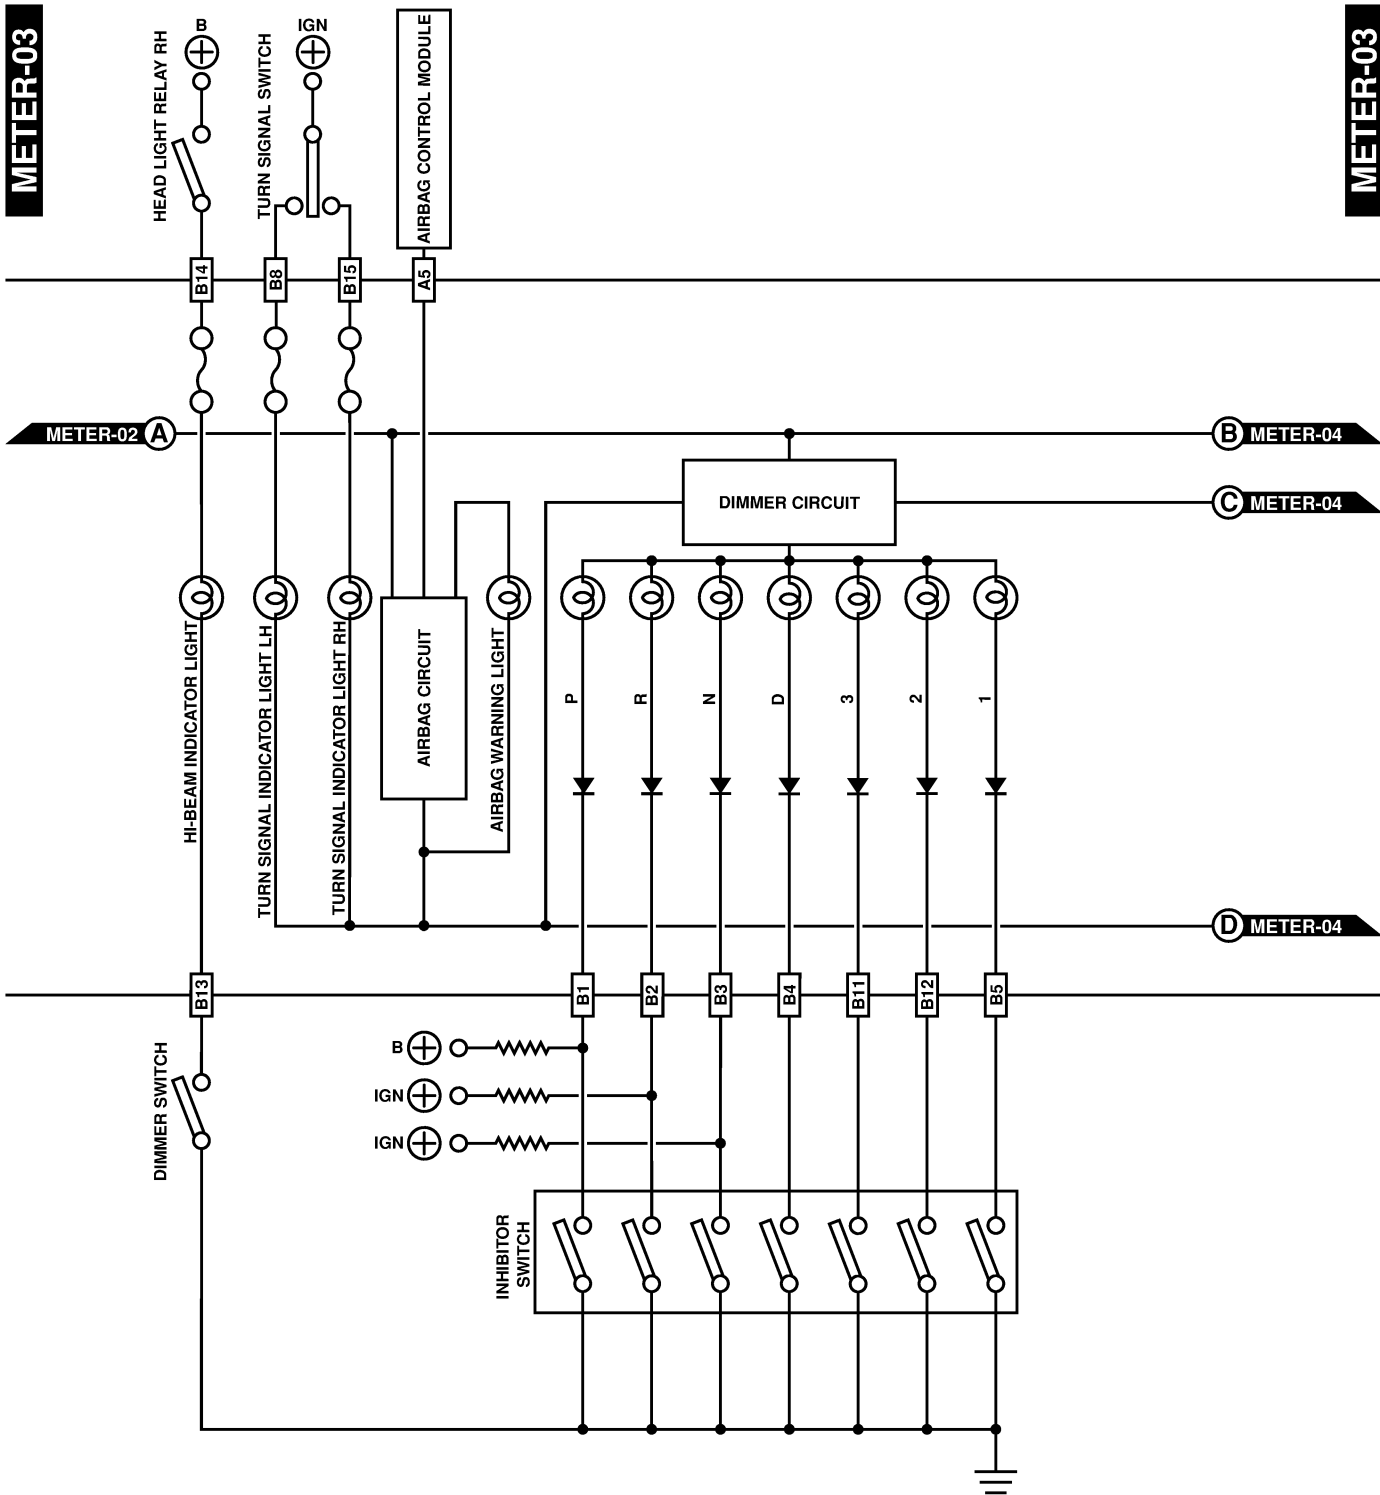 METER-03
METER-03
B
IGN
HEAD LIGHT RELAY RH
TURN SIGNAL SWITCH
AIRBAG CONTROL MODULE
B14
B8
B15
A5
METER-02
A
B
METER-04
DIMMER CIRCUIT
C
METER-04
HI-BEAM INDICATOR LIGHT
TURN SIGNAL INDICATOR LIGHT LH
TURN SIGNAL INDICATOR LIGHT RH
AIRBAG CIRCUIT
AIRBAG WARNING LIGHT
P
R
N
D
3
2
1
D
METER-04
B13
B1
B2
B3
B4
B11
B12
B5
DIMMER SWITCH
B
IGN
IGN
INHIBITOR
SWITCH